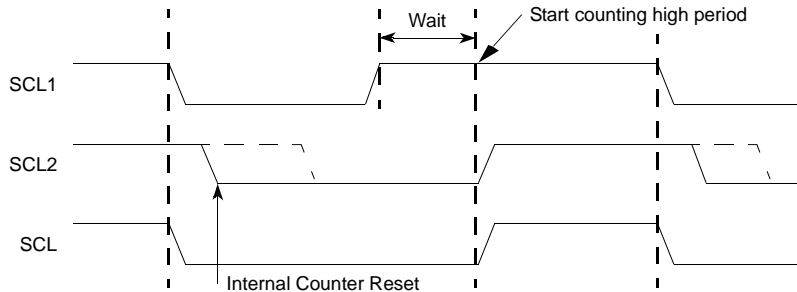 Wait
Start counting high period
SCL1
SCL2
SCL
Internal Counter Reset